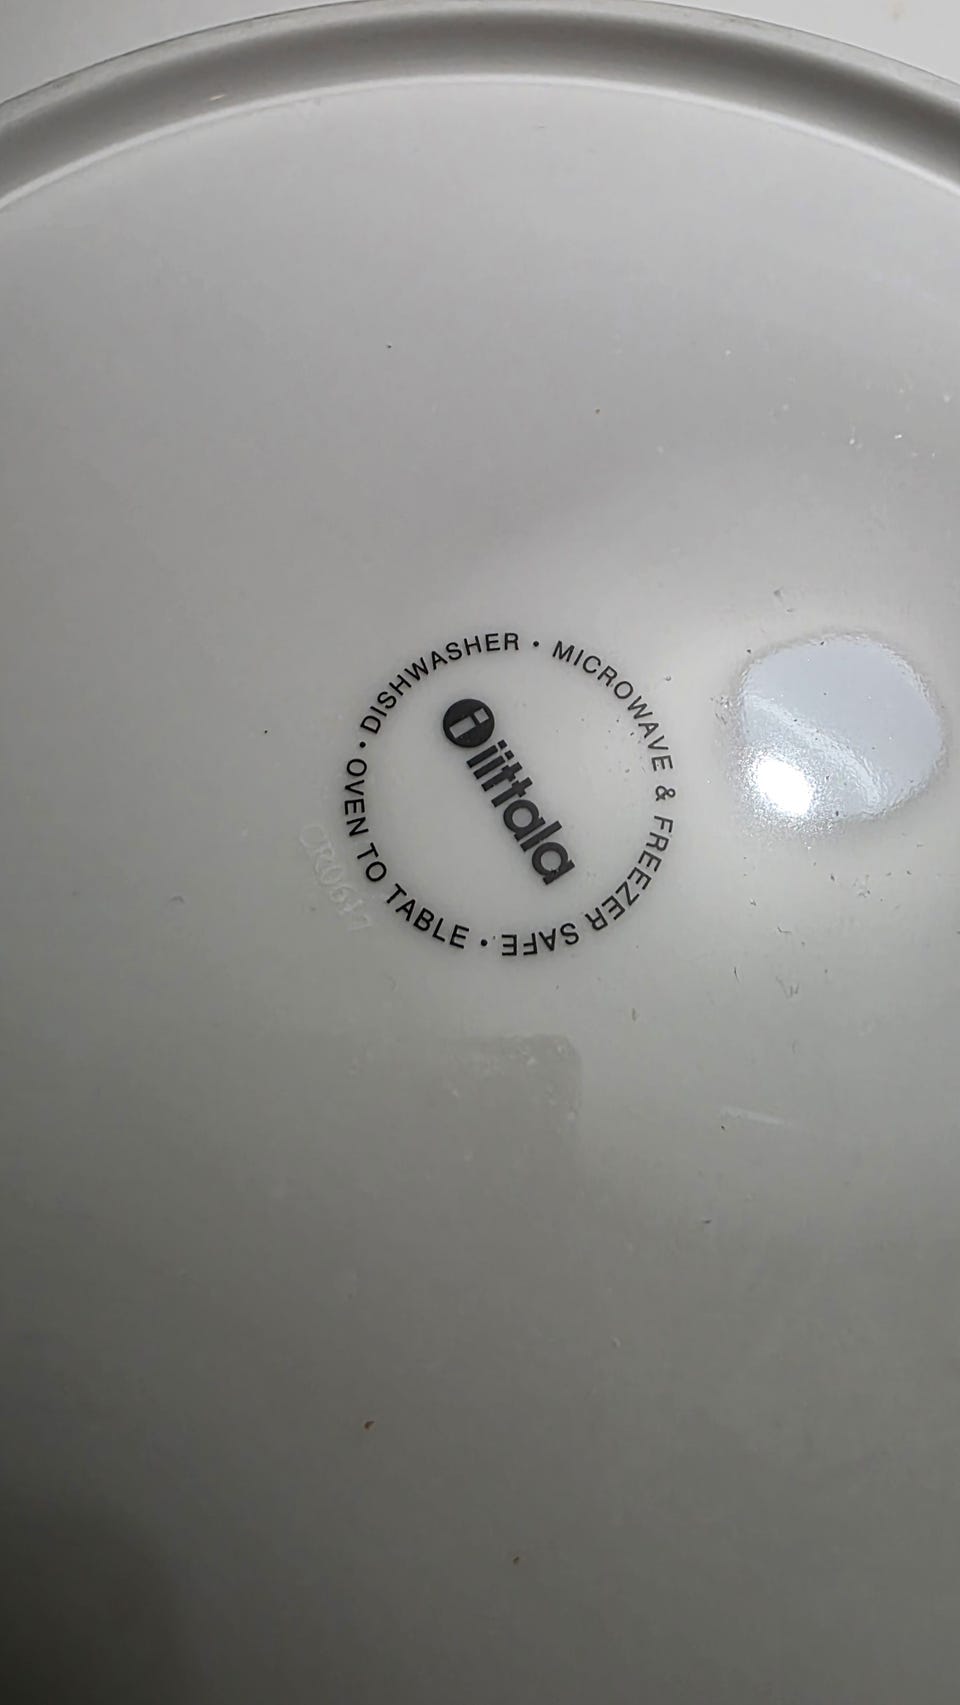 iittala
OVEN TO TABLE • DISHWASHER • MICROWAVE & FREEZER SAFE •